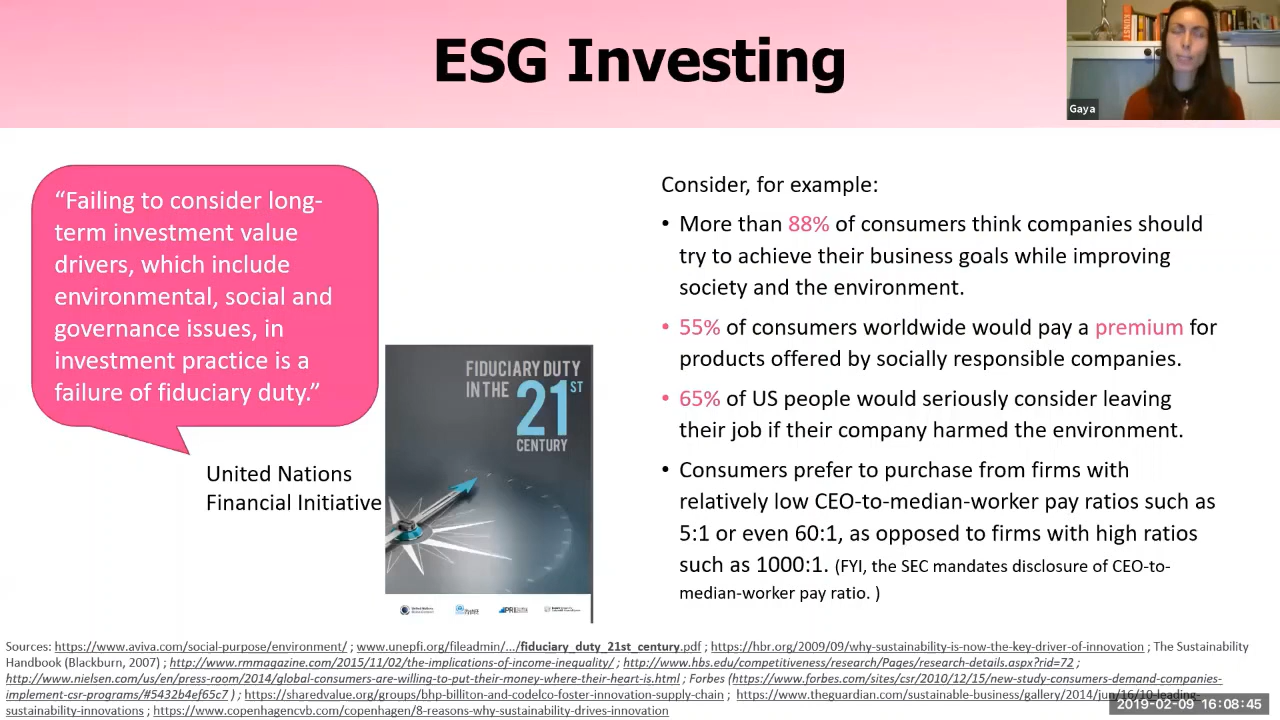 ESG Investing
KUNST
Gaya
“Failing to consider long-
term investment value
drivers, which include
environmental, social and
governance issues, in
investment practice is a
failure of fiduciary duty.”
United Nations
Financial Initiative
FIDUCIARY DUTY
IN THE
21ST
CENTURY
PRI
Consider, for example:
• More than 88% of consumers think companies should
try to achieve their business goals while improving
society and the environment.
• 55% of consumers worldwide would pay a premium for
products offered by socially responsible companies.
• 65% of US people would seriously consider leaving
their job if their company harmed the environment.
• Consumers prefer to purchase from firms with
relatively low CEO-to-median-worker pay ratios such as
5:1 or even 60:1, as opposed to firms with high ratios
such as 1000:1. (FYI, the SEC mandates disclosure of CEO-to-
median-worker pay ratio. )
Sources: https://www.aviva.com/social-purpose/environment/ ; www.unepfi.org/fileadmin/.../fiduciary_duty_21st_century.pdf ; https://hbr.org/2009/09/why-sustainability-is-now-the-key-driver-of-innovation ; The Sustainability
Handbook (Blackburn, 2007) ; http://www.rmmagazine.com/2015/11/02/the-implications-of-income-inequality/ ; http://www.hbs.edu/competitiveness/research/Pages/research-details.aspx?rid=72 ;
http://www.nielsen.com/us/en/press-room/2014/global-consumers-are-willing-to-put-their-money-where-their-heart-is.html ; Forbes (https://www.forbes.com/sites/csr/2010/12/15/new-study-consumers-demand-companies-
implement-csr-programs/#5432b4ef65c7 ) ; https://sharedvalue.org/groups/bhp-billiton-and-codelco-foster-innovation-supply-chain ; https://www.theguardian.com/sustainable-business/gallery/2014/jun/16/10-leading-
sustainability-innovations ; https://www.copenhagencvb.com/copenhagen/8-reasons-why-sustainability-drives-innovation
2019-02-09 16:08:45